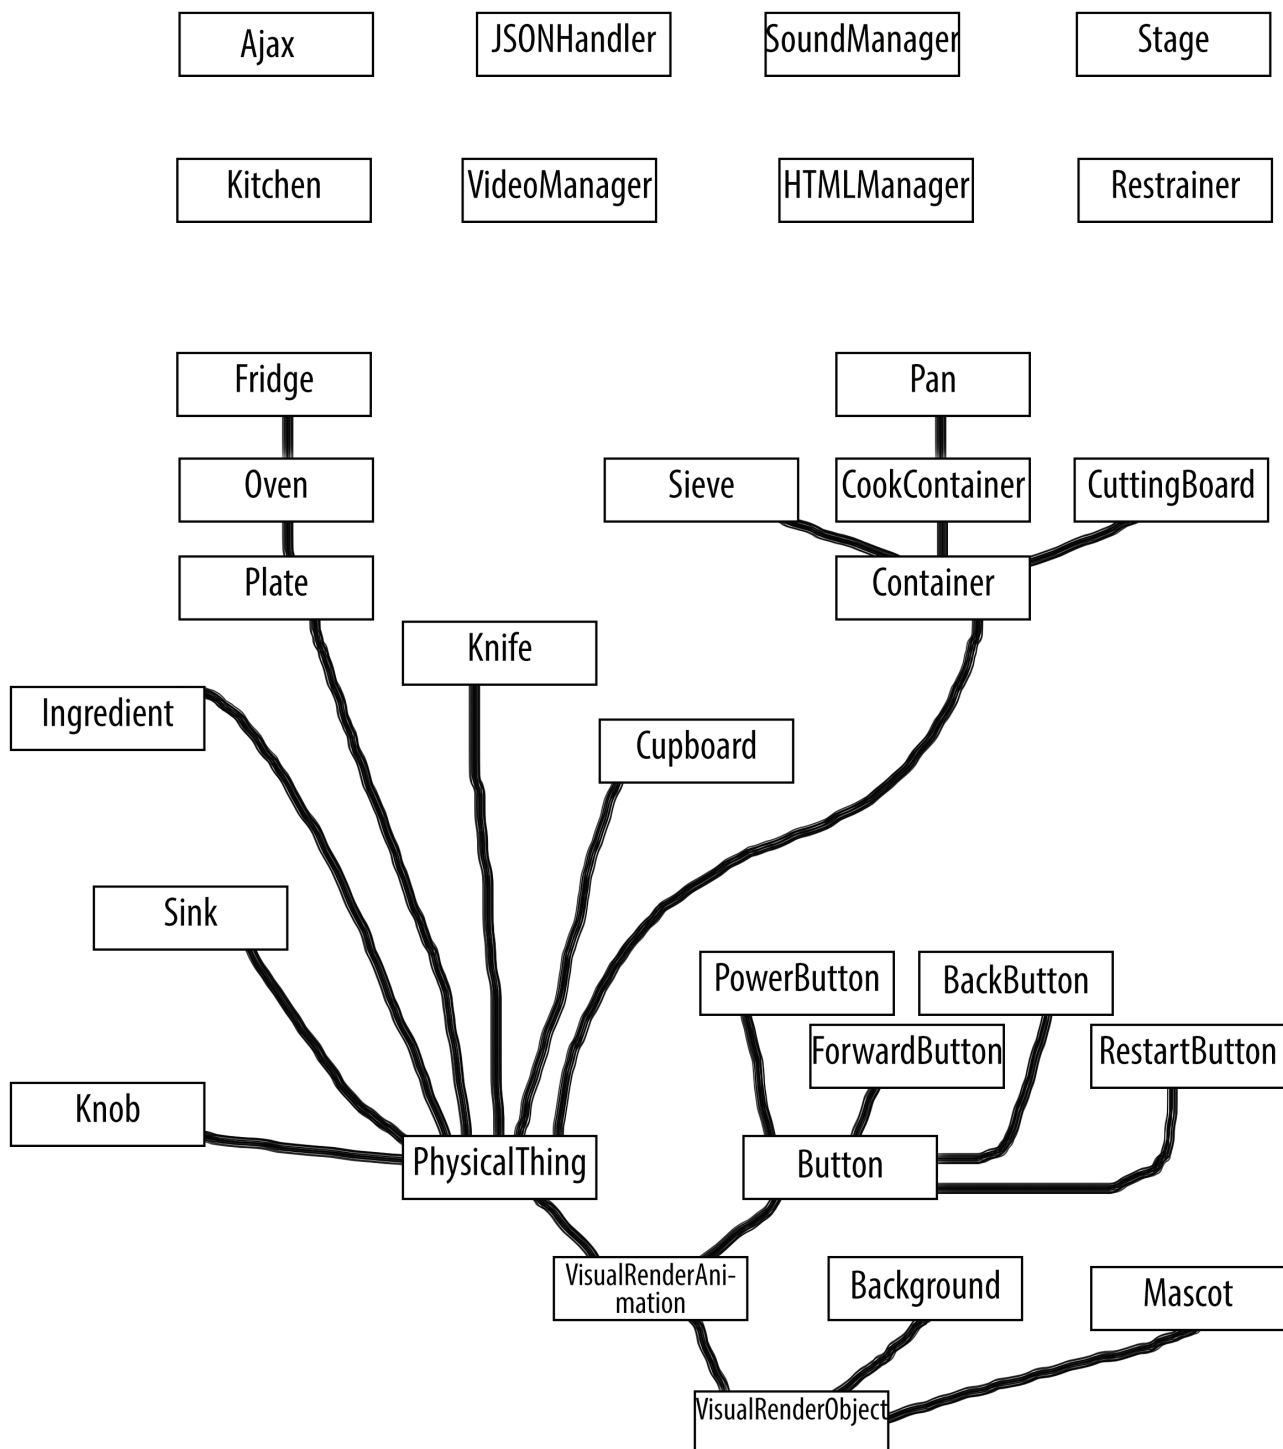 Ajax
JSONHandler
SoundManager
Stage
Kitchen
VideoManager
HTMLManager
Restrainer
Fridge
Pan
Oven
Sieve
CookContainer
CuttingBoard
Plate
Container
Knife
Ingredient
Cupboard
Sink
PowerButton
BackButton
ForwardButton
RestartButton
Knob
PhysicalThing
Button
VisualRenderAni-
mation
Background
Mascot
VisualRenderObject